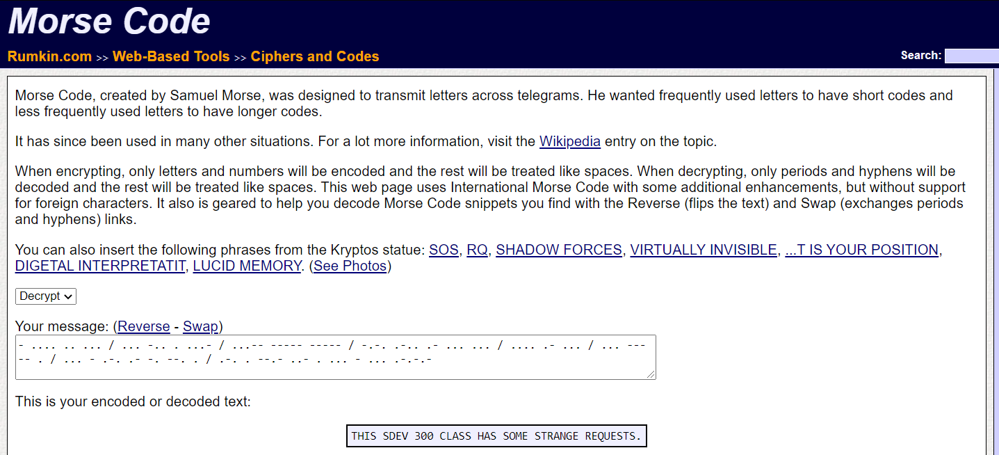 Morse Code
Rumkin.com >> Web-Based Tools >> Ciphers and Codes
Search:
Morse Code, created by Samuel Morse, was designed to transmit letters across telegrams. He wanted frequently used letters to have short codes and
less frequently used letters to have longer codes.
It has since been used in many other situations. For a lot more information, visit the Wikipedia entry on the topic.
When encrypting, only letters and numbers will be encoded and the rest will be treated like spaces. When decrypting, only periods and hyphens will be
decoded and the rest will be treated like spaces. This web page uses International Morse Code with some additional enhancements, but without support
for foreign characters. It also is geared to help you decode Morse Code snippets you find with the Reverse (flips the text) and Swap (exchanges periods
and hyphens) links.
You can also insert the following phrases from the Kryptos statue: SOS, RQ, SHADOW FORCES, VIRTUALLY INVISIBLE, ...T IS YOUR POSITION,
DIGETAL INTERPRETATIT, LUCID MEMORY. (See Photos)
Decrypt
Your message: (Reverse - Swap)
- .... .. ... / ... -.. . ...- / ...-- ----- ----- / -.-. .-.. .- ... ... / .... .- ... / ... ---
-- . / ... - .-. .- -. --. . / .-. . --.- ..- . ... - ... .-.-.-
This is your encoded or decoded text:
THIS SDEV 300 CLASS HAS SOME STRANGE REQUESTS.